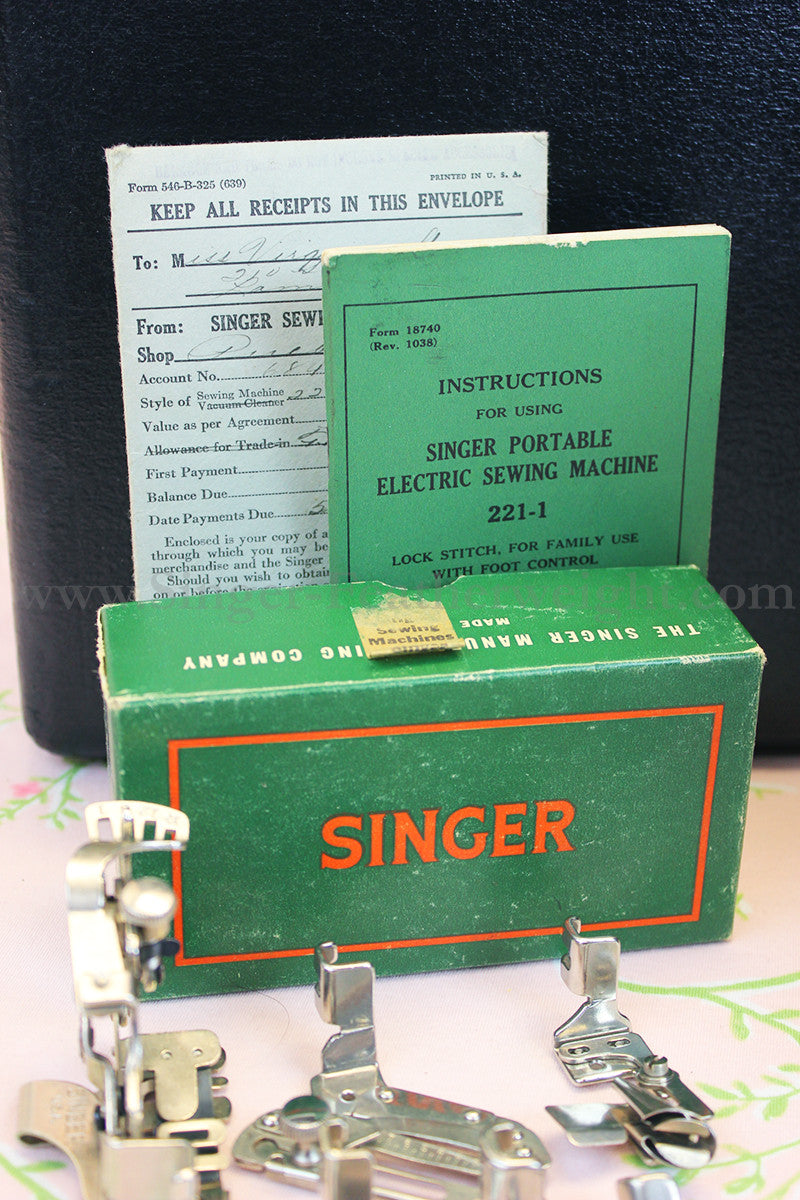 Form 546-B-325 (639)
PRINTED IN U. S. A.
KEEP ALL RECEIPTS IN THIS ENVELOPE
To: Miss
From: SINGER SEWI
Shop
Account No.
Style of Sewing Machine
Vacuum Cleaner
Value as per Agreement
Allowance for Trade-in
First Payment
Balance Due
Date Payments Due
Enclosed is your copy of a
through which you may be
merchandise and the Singer
Should you wish to obtain
on or before the
Form 18740
(Rev. 1038)
INSTRUCTIONS
FOR USING
SINGER PORTABLE
ELECTRIC SEWING MACHINE
221-1
LOCK STITCH, FOR FAMILY USE
WITH FOOT CONTROL
Sewing
Machines
MADE
THE SINGER MANU ING COMPANY
SINGER